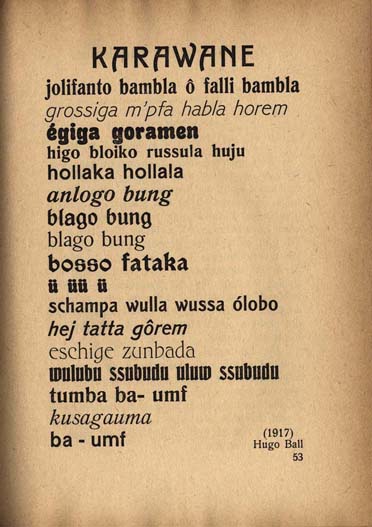 KARAWANE
jolifanto bambla ô falli bambla
grossiga m'pfa habla horem
égiga goramen
higo bloiko russula huju
hollaka hollala
anlogo bung
blago bung
blago bung
bosso fataka
ü üü ü
schampa wulla wussa ólobo
hej tatta gôrem
eschige zunbada
wulubu ssubudu uluw ssubudu
tumba ba- umf
kusagauma
ba - umf
(1917)
Hugo Ball
53